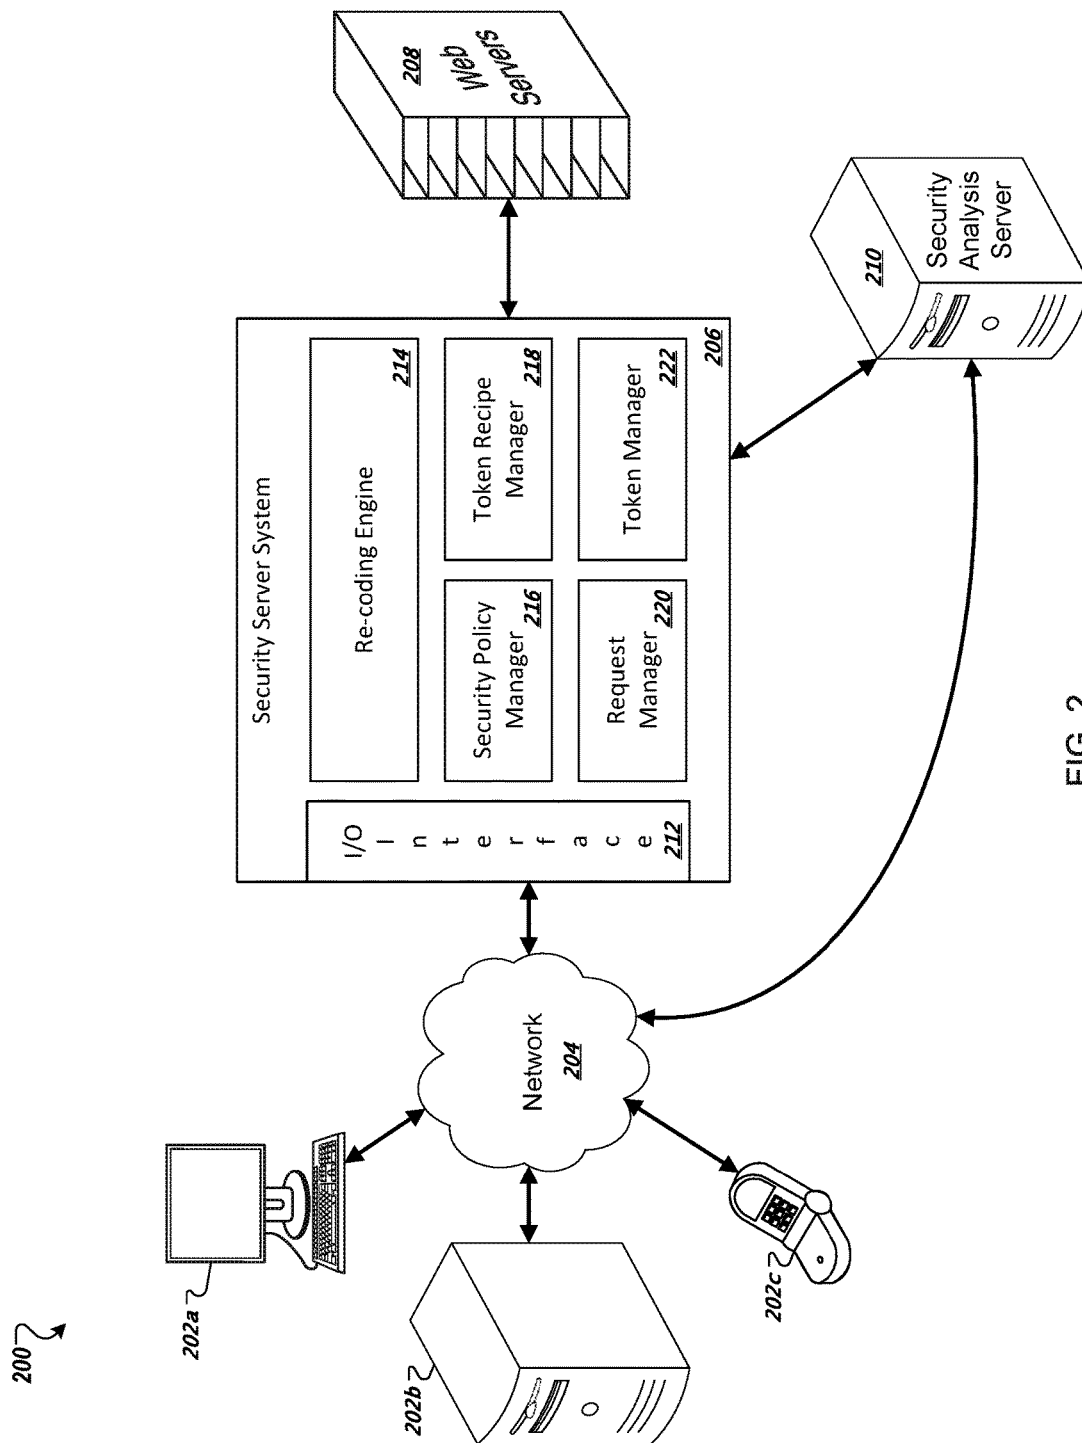 200
202a
202b
202c
Network
204
Security Server System
I/O
I
n
t
e
r
f
a
c
e
212
Re-coding Engine
214
Security Policy
Manager
216
Token Recipe
Manager
218
Request
Manager
220
Token Manager
222
206
Web
Servers
208
210
Security
Analysis
Server
FIG. 2